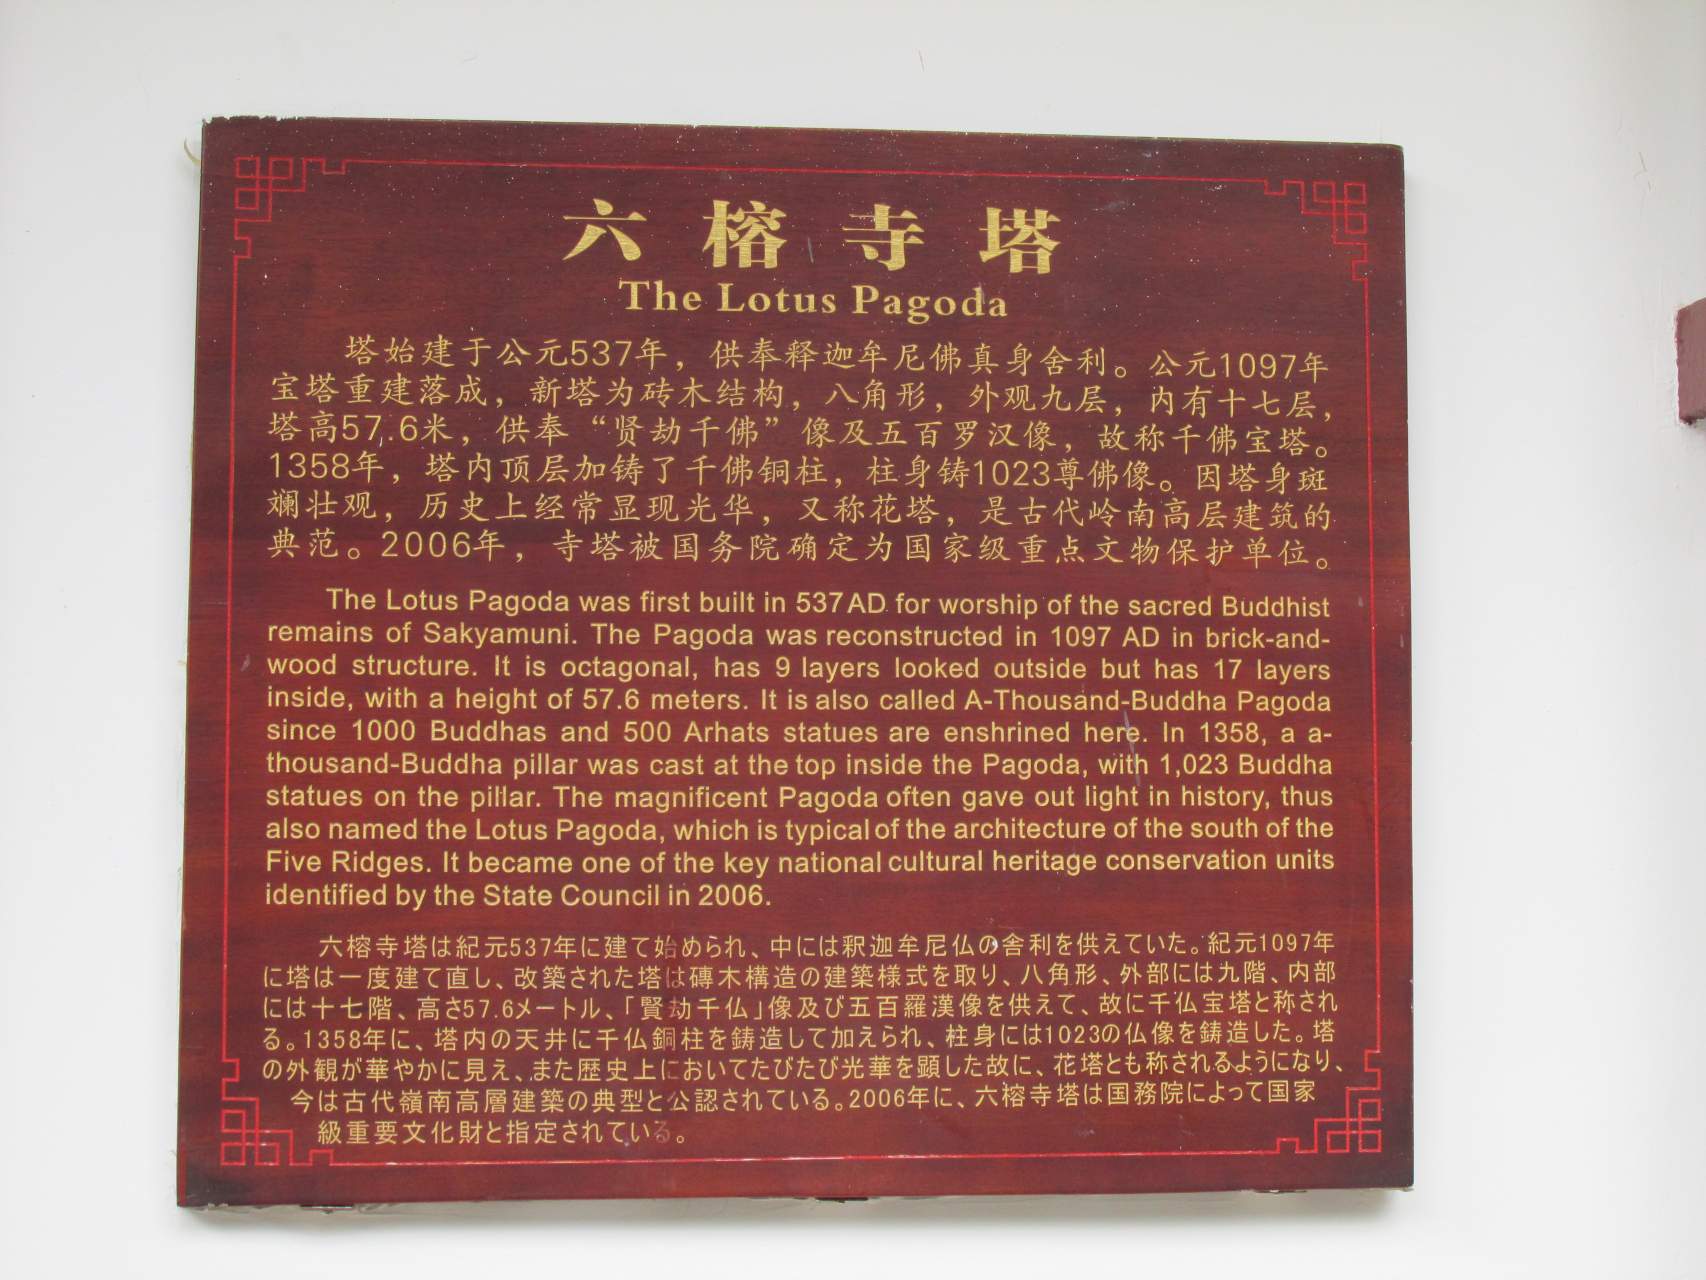 六榕寺塔
The Lotus Pagoda
塔始建于公元537年，供奉释迦牟尼佛真身舍利。公元1097年
宝塔重建落成，新塔为砖木结构，八角形，外观九层，内有十七层，
塔高57.6米，供奉“贤劫千佛”像及五百罗汉像，故称千佛宝塔。
1358年，塔内顶层加铸了千佛铜柱，柱身铸1023尊佛像。因塔身斑
斓壮观，历史上经常显现光华，又称花塔，是古代岭南高层建筑的
典范。2006年，寺塔被国务院确定为国家级重点文物保护单位。
The Lotus Pagoda was first built in 537AD for worship of the sacred Buddhist
remains of Sakyamuni. The Pagoda was reconstructed in 1097 AD in brick-and-
wood structure. It is octagonal, has 9 layers looked outside but has 17 layers
inside, with a height of 57.6 meters. It is also called A-Thousand-Buddha Pagoda
since 1000 Buddhas and 500 Arhats statues are enshrined here. In 1358, a a-
thousand-Buddha pillar was cast at the top inside the Pagoda, with 1,023 Buddha
statues on the pillar. The magnificent Pagoda often gave out light in history, thus
also named the Lotus Pagoda, which is typical of the architecture of the south of the
Five Ridges. It became one of the key national cultural heritage conservation units
identified by the State Council in 2006.
六榕寺塔は紀元537年に建て始められ、中には釈迦牟尼仏の舎利を供えていた。紀元1097年
に塔は一度建て直し、改築された塔は磚木構造の建築様式を取り、八角形、外部には九階、内部
には十七階、高さ57.6メートル、「賢劫千仏」像及び五百羅漢像を供えて、故に千仏宝塔と称され
る。1358年に、塔内の天井に千仏銅柱を鋳造して加えられ、柱身には1023の仏像を鋳造した。塔
の外観が華やかに見え、また歴史上においてたびたび光華を顕した故に、花塔とも称されるようになり、
今は古代嶺南高層建築の典型と公認されている。2006年に、六榕寺塔は国務院によって国家
級重要文化財と指定されている。